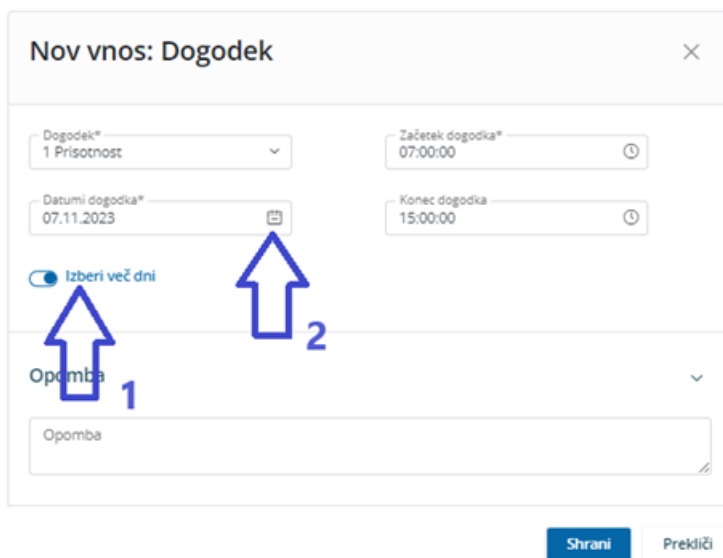 Nov vnos: Dogodek
Dogodek*
1 Prisotnost
Začetek dogodka*
07:00:00
Datumi dogodka*
07.11.2023
Konec dogodka
15:00:00
Izberi več dni
2
1
Opomba
Opomba
Shrani
Prekliči